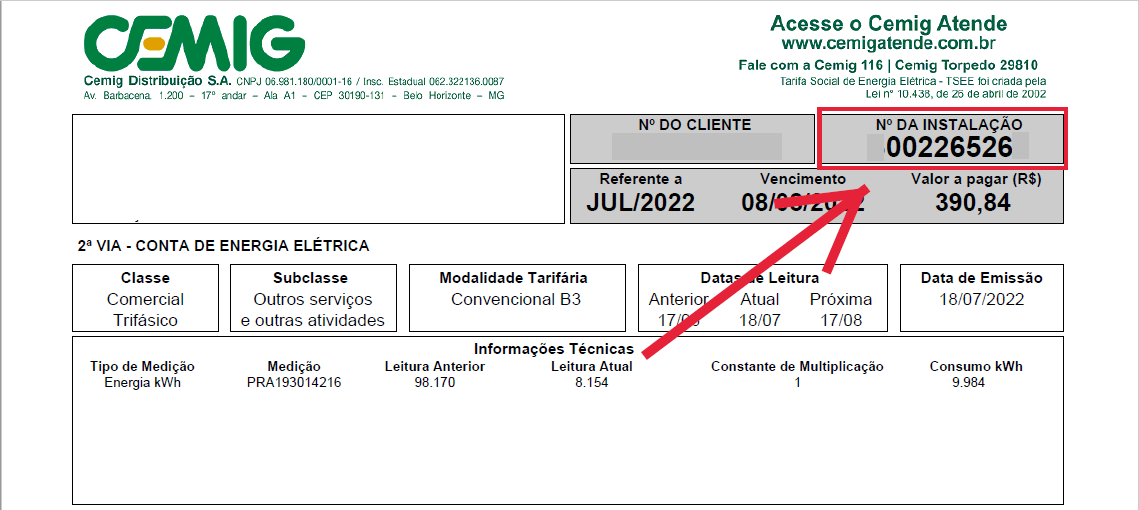 CEMIG
Acesse o Cemig Atende
www.cemigatende.com.br
Fale com a Cemig 116 | Cemig Torpedo 29810
Tarifa Social de Energia Elétrica - TSEE foi criada pela
Lei nº 10.438, de 26 de abril de 2002
Cemig Distribuição S.A. CNPJ 06.981.180/0001-16 / Insc. Estadual 062.322136.0087
Av. Barbacena, 1.200 - 17º andar - Ala A1 - CEP 30190-131 - Belo Horizonte - MG
Nº DO CLIENTE
Nº DA INSTALAÇÃO
00226526
Referente a Vencimento Valor a pagar (R$)
JUL/2022 390,84
2ª VIA - CONTA DE ENERGIA ELÉTRICA
Classe
Comercial
Trifásico
Subclasse
Outros serviços
e outras atividades
Modalidade Tarifária
Convencional B3
Datas de Leitura
Anterior Atual Próxima
18/07 17/08
Data de Emissão
18/07/2022
Informações Técnicas
Tipo de Medição Medição Leitura Anterior Leitura Atual Constante de Multiplicação Consumo kWh
Energia kWh PRA193014216 98.170 8.154 1 9.984